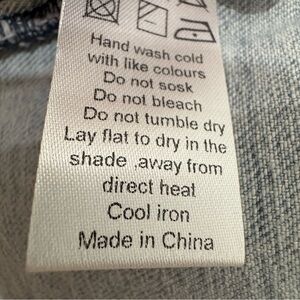 Hand wash cold
with like colours
Do not sosk
Do not bleach
Do not tumble dry
Lay flat to dry in the
shade .away from
direct heat
Cool iron
Made in China